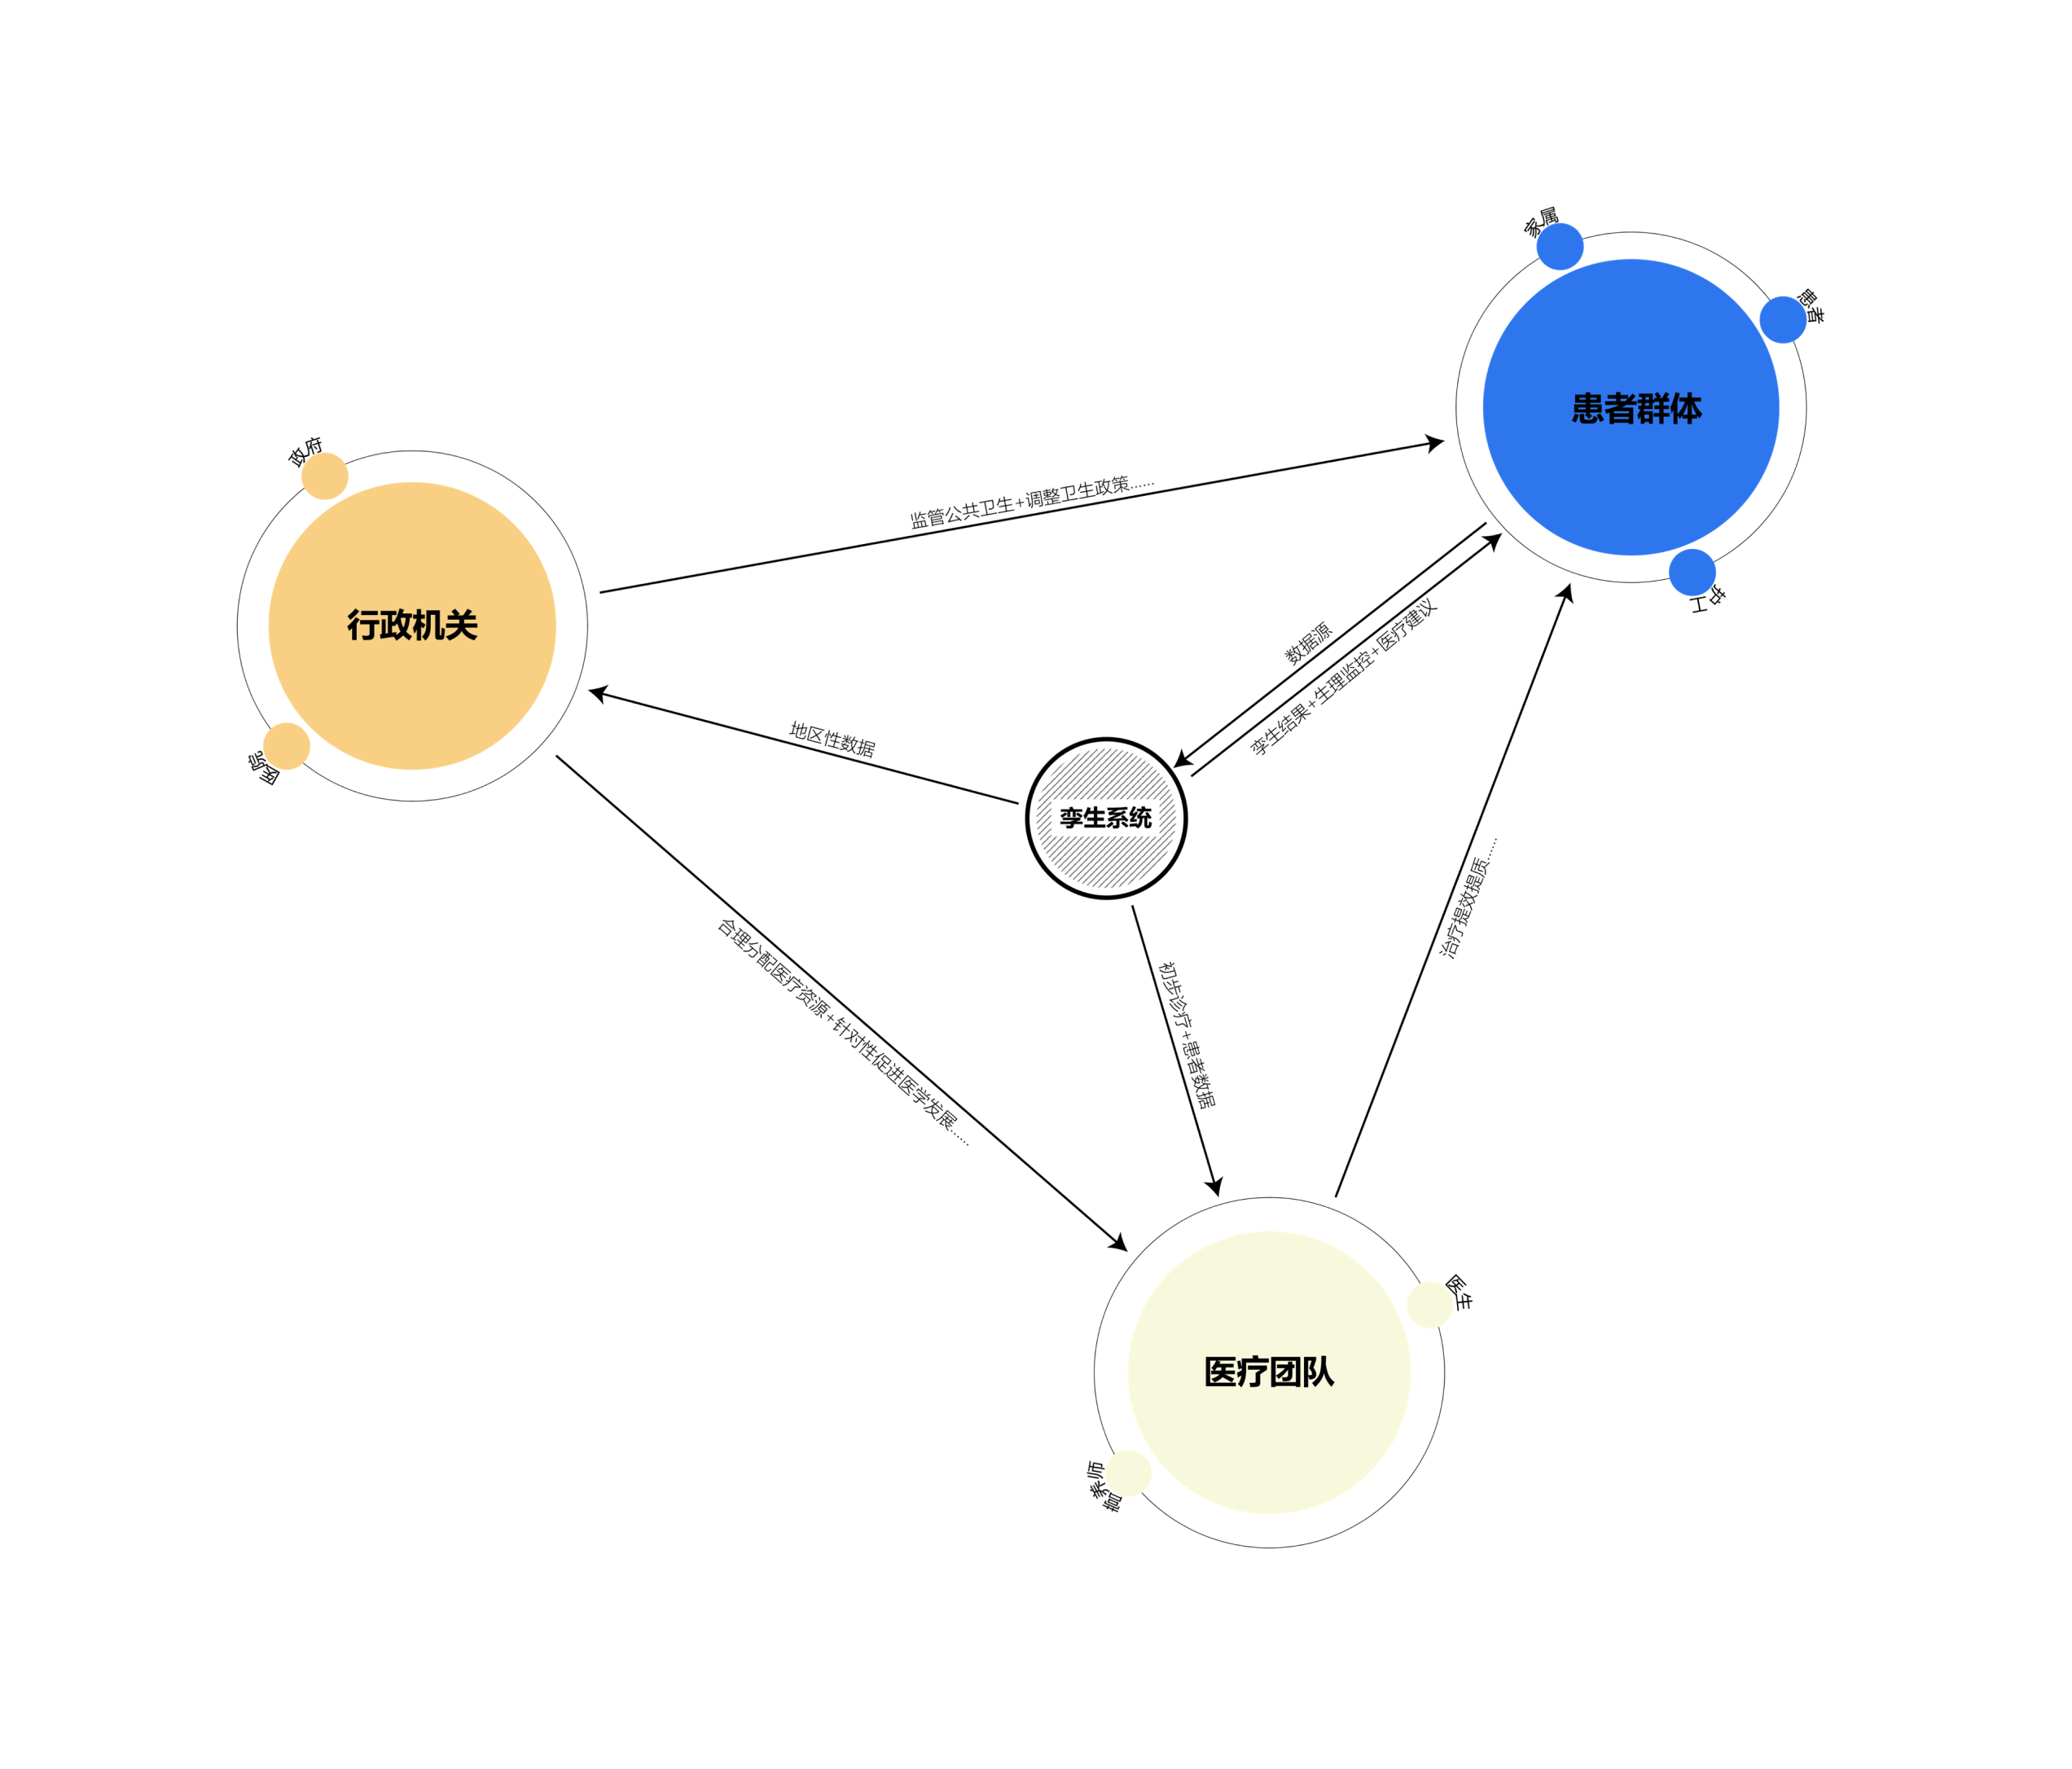 家属
患者
患者群体
护工
政府
行政机关
医院
监管公共卫生+调整卫生政策……
数据源
孪生结果+生理监控+医疗建议
地区性数据
孪生系统
合理分配医疗资源+针对性促进医学发展……
初步诊疗+患者数据
治疗提效提质……
医生
医疗团队
营养师